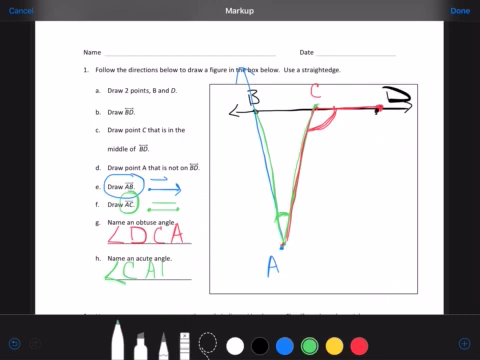 Cancel Markup Done
Name Date
1. Follow the directions below to draw a figure in the box below. Use a straightedge.
a. Draw 2 points, B and D.
b. Draw BD.
c. Draw point C that is in the
middle of BD.
d. Draw point A that is not on BD.
e. Draw AB.
f. Draw AC.
g. Name an obtuse angle.
∠DCA
h. Name an acute angle.
∠CA
B C D
A